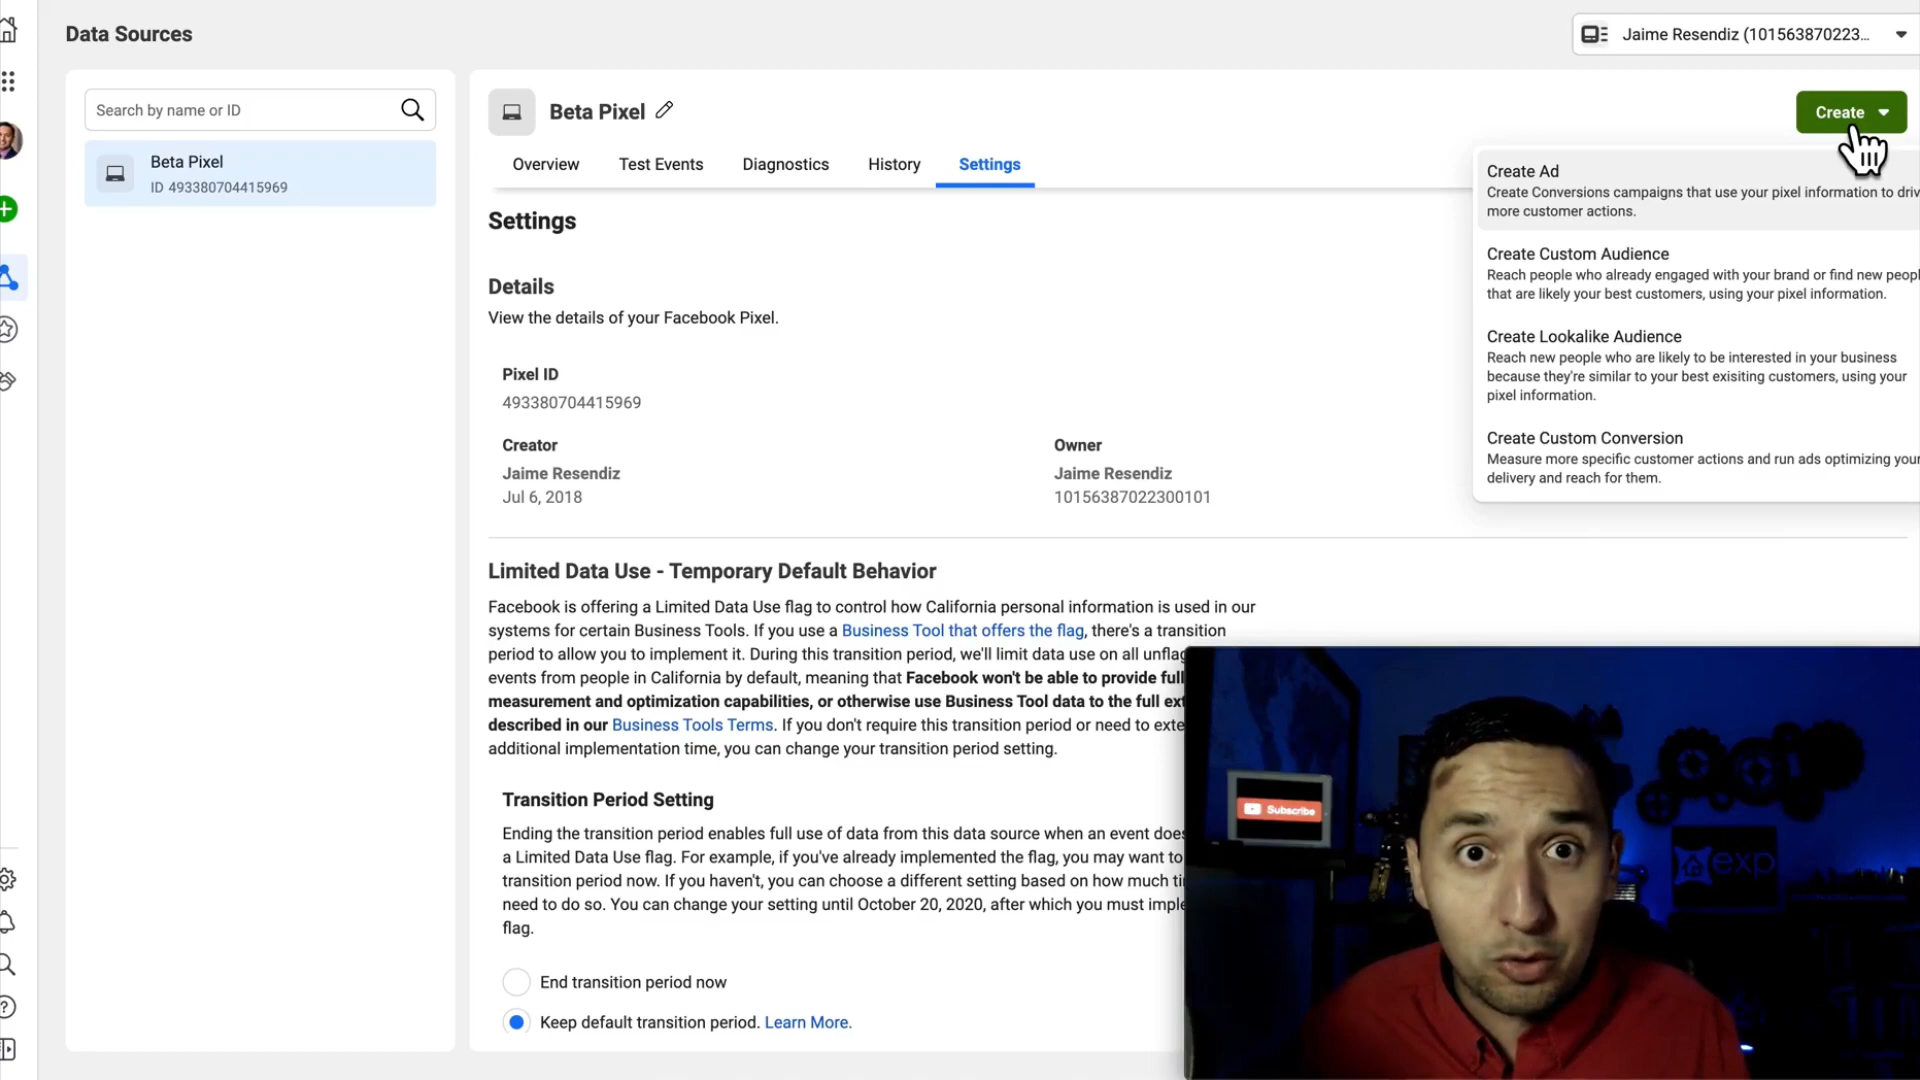 Data Sources
Jaime Resendiz (101563870223...
Search by name or ID
Beta Pixel
ID 493380704415969
Beta Pixel
Create
Overview
Test Events
Diagnostics
History
Settings
Create Ad
Create Conversions campaigns that use your pixel information to driv
more customer actions.
Create Custom Audience
Reach people who already engaged with your brand or find new peopl
that are likely your best customers, using your pixel information.
Create Lookalike Audience
Reach new people who are likely to be interested in your business
because they're similar to your best exisiting customers, using your
pixel information.
Create Custom Conversion
Measure more specific customer actions and run ads optimizing your
delivery and reach for them.
Settings
Details
View the details of your Facebook Pixel.
Pixel ID
493380704415969
Creator
Jaime Resendiz
Jul 6, 2018
Owner
Jaime Resendiz
10156387022300101
Limited Data Use - Temporary Default Behavior
Facebook is offering a Limited Data Use flag to control how California personal information is used in our
systems for certain Business Tools. If you use a Business Tool that offers the flag, there's a transition
period to allow you to implement it. During this transition period, we'll limit data use on all unflag
events from people in California by default, meaning that Facebook won't be able to provide full
measurement and optimization capabilities, or otherwise use Business Tool data to the full ext
described in our Business Tools Terms. If you don't require this transition period or need to exte
additional implementation time, you can change your transition period setting.
Transition Period Setting
Ending the transition period enables full use of data from this data source when an event does
a Limited Data Use flag. For example, if you've already implemented the flag, you may want to
transition period now. If you haven't, you can choose a different setting based on how much ti
need to do so. You can change your setting until October 20, 2020, after which you must imple
flag.
End transition period now
Keep default transition period. Learn More.
Subscribe
exp